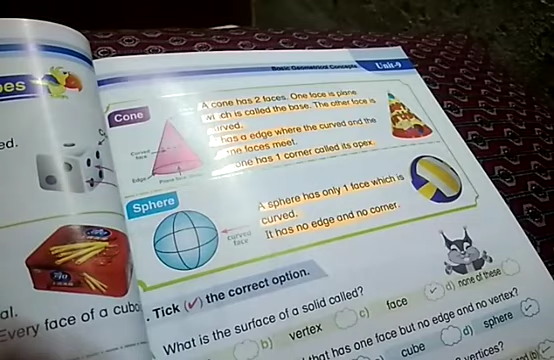 Basic Geometrical Concepts Unit-9
Cone
A cone has 2 faces. One face is plane
which is called the base. The other face is
curved.
has a edge where the curved and the
faces meet.
one has 1 corner called its apex.
Curved
face
Edge
Plane face
Sphere
A sphere has only 1 face which is
curved.
It has no edge and no corner.
curved
face
Tick (✓) the correct option.
What is the surface of a solid called?
b) vertex c) face d) none of these
that has one face but no edge and no vertex?
b) cube d) sphere
vertices?
ed.
al.
Every face of a cubo